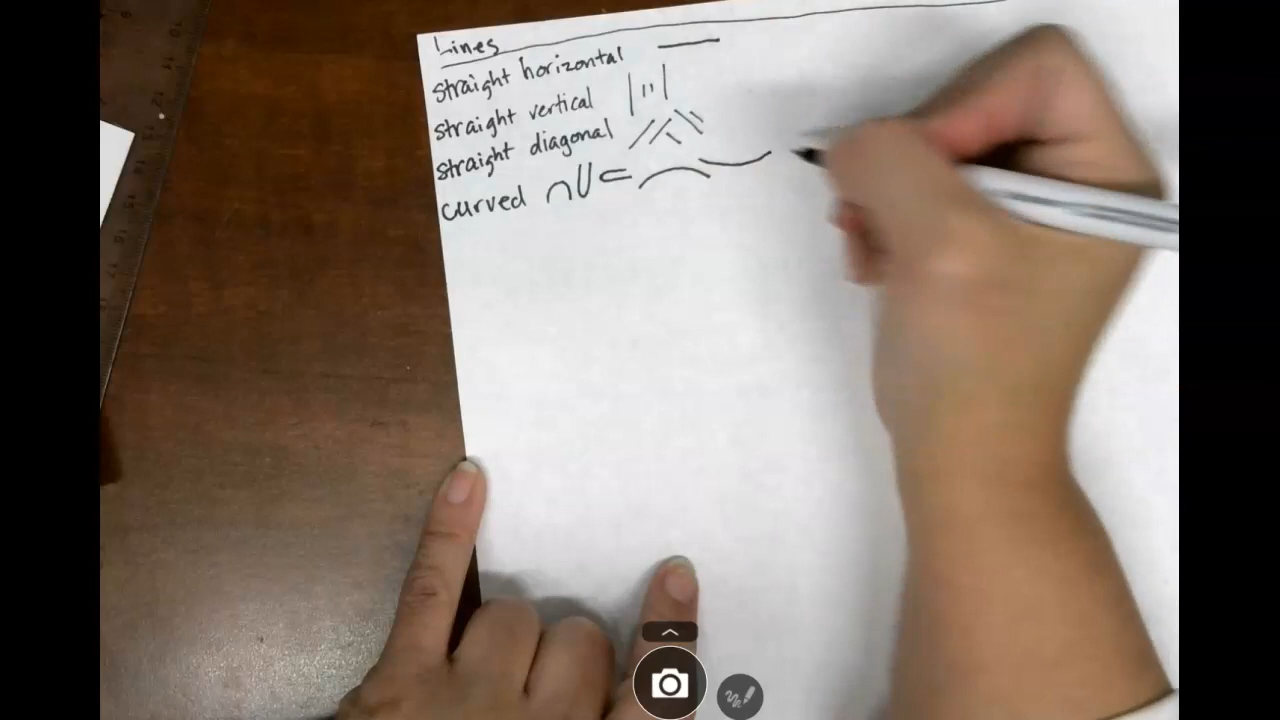 Lines
straight horizontal
straight vertical
straight diagonal
curved